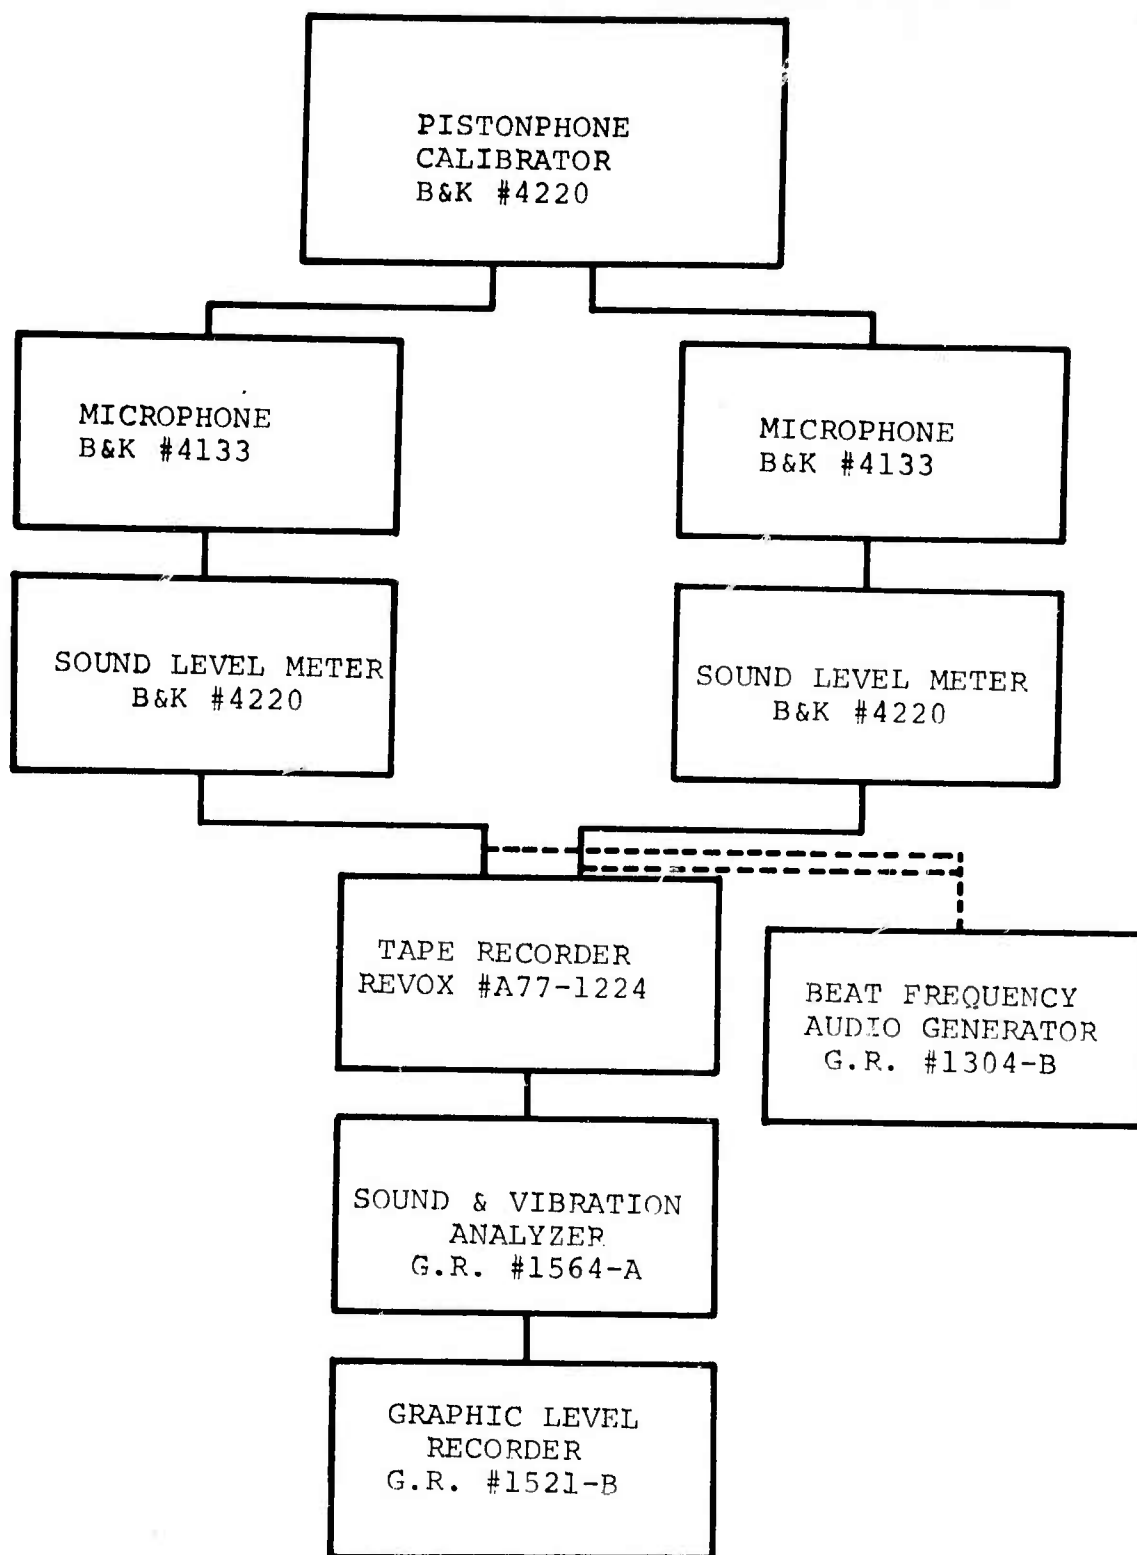 PISTONPHONE
CALIBRATOR
B&K #4220
MICROPHONE
B&K #4133
MICROPHONE
B&K #4133
SOUND LEVEL METER
B&K #4220
SOUND LEVEL METER
B&K #4220
TAPE RECORDER
REVOX #A77-1224
BEAT FREQUENCY
AUDIO GENERATOR
G.R. #1304-B
SOUND & VIBRATION
ANALYZER
G.R. #1564-A
GRAPHIC LEVEL
RECORDER
G.R. #1521-B